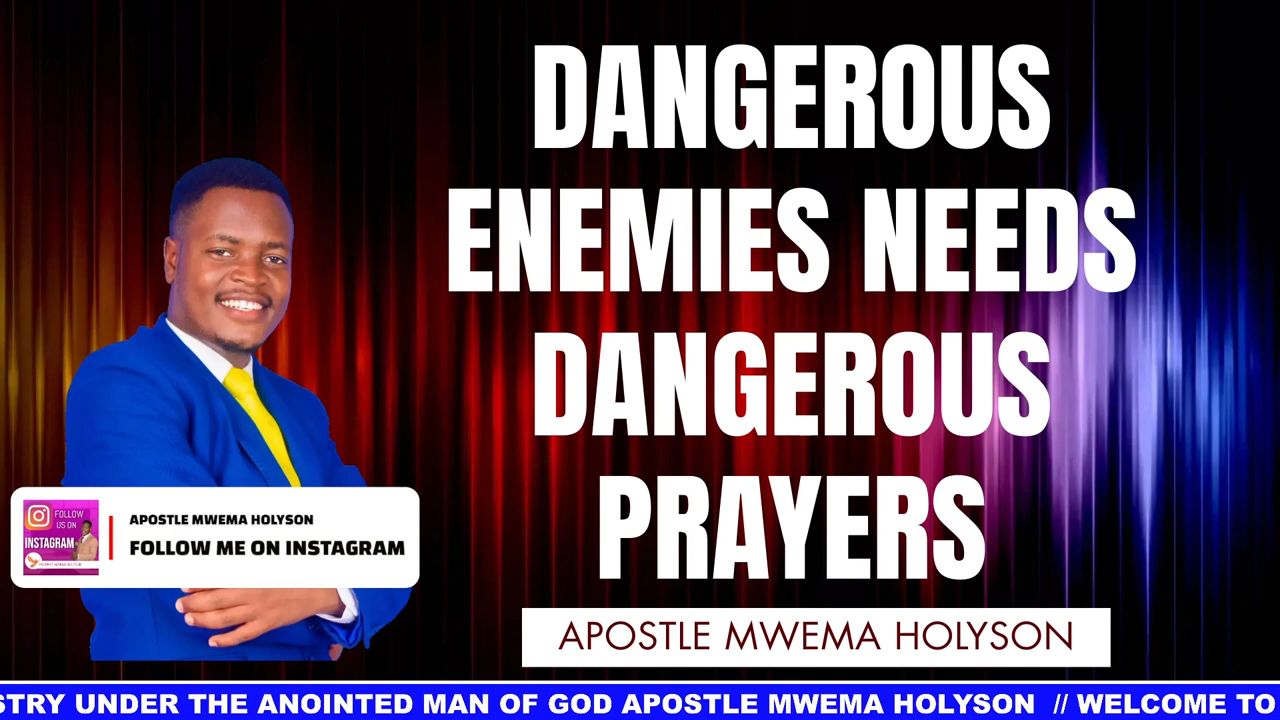 DANGEROUS
ENEMIES NEEDS
DANGEROUS
PRAYERS
APOSTLE MWEMA HOLYSON
FOLLOW
US ON
INSTAGRAM
APOSTLE MWEMA HOLYSON
FOLLOW ME ON INSTAGRAM
STRY UNDER THE ANOINTED MAN OF GOD APOSTLE MWEMA HOLYSON // WELCOME TO